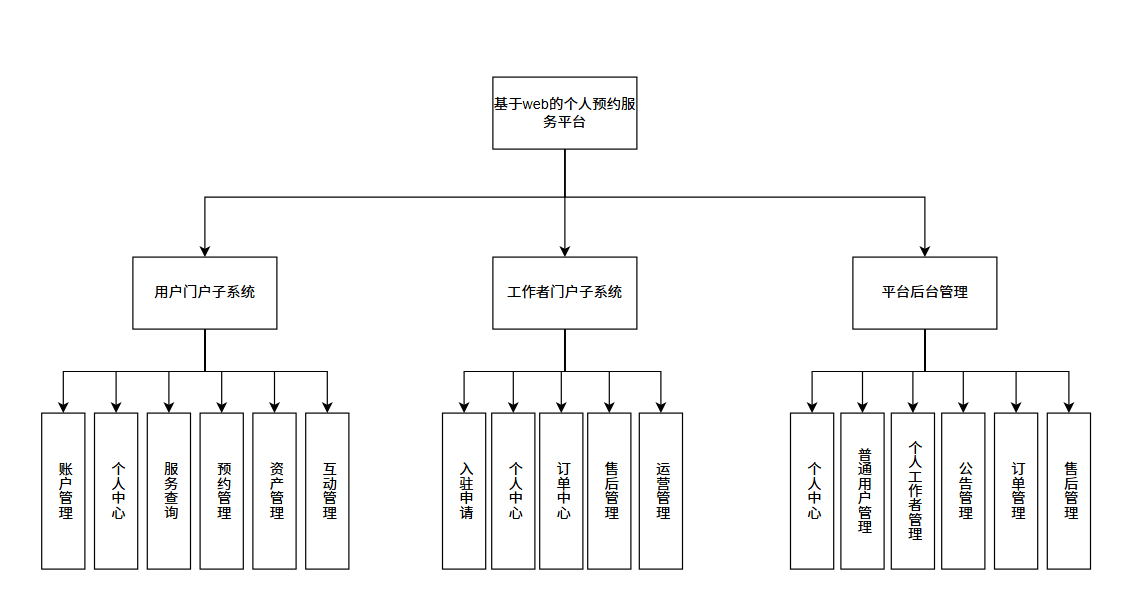 基于web的个人预约服
务平台
用户门户子系统
工作者门户子系统
平台后台管理
账户管理
个人中心
服务查询
预约管理
资产管理
互动管理
入驻申请
个人中心
订单中心
售后管理
运营管理
个人中心
普通用户管理
个人工作者管理
公告管理
订单管理
售后管理